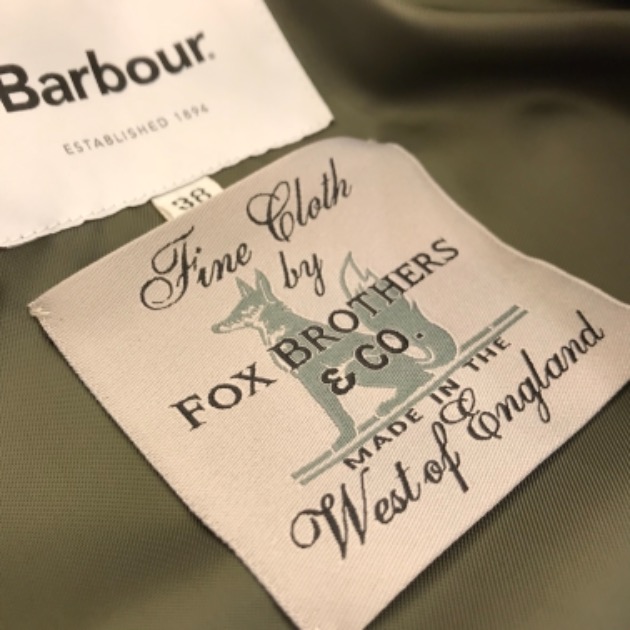 Barbour.
ESTABLISHED 1894
38
Fine Cloth
by
FOX BROTHERS
& CO.
MADE IN THE
West of England